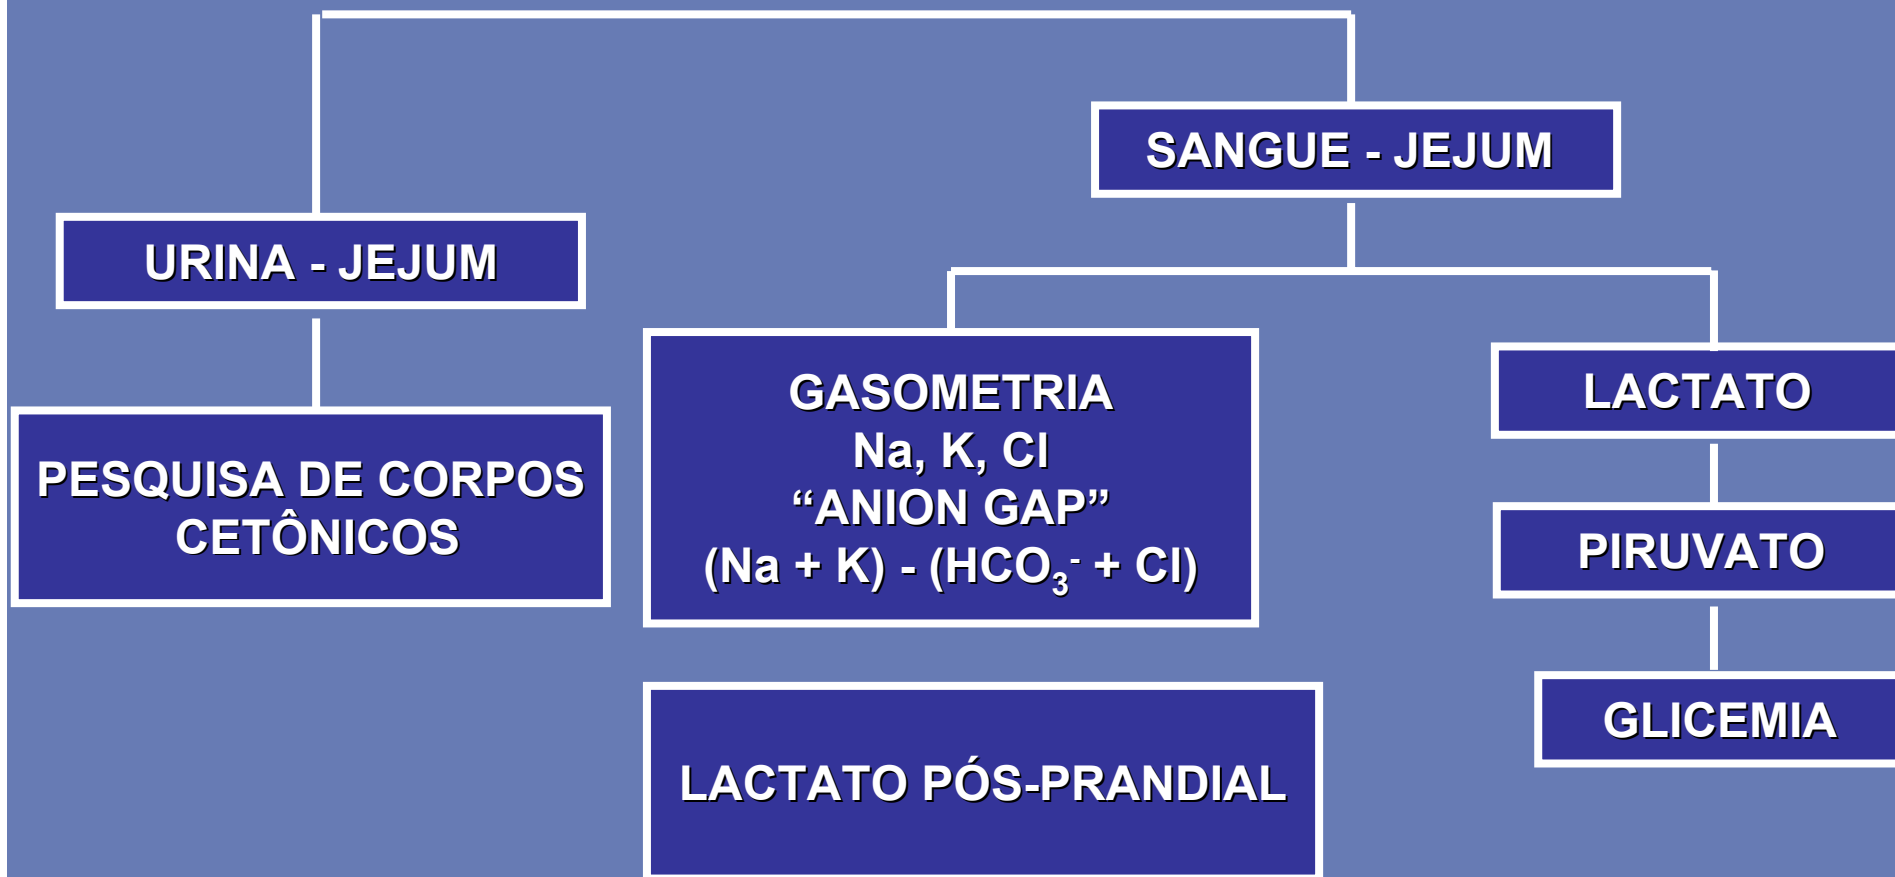 SANGUE - JEJUM
URINA - JEJUM
PESQUISA DE CORPOS
CETÔNICOS
GASOMETRIA
Na, K, Cl
“ANION GAP”
(Na + K) - (HCO₃⁻ + Cl)
LACTATO
PIRUVATO
GLICEMIA
LACTATO PÓS-PRANDIAL